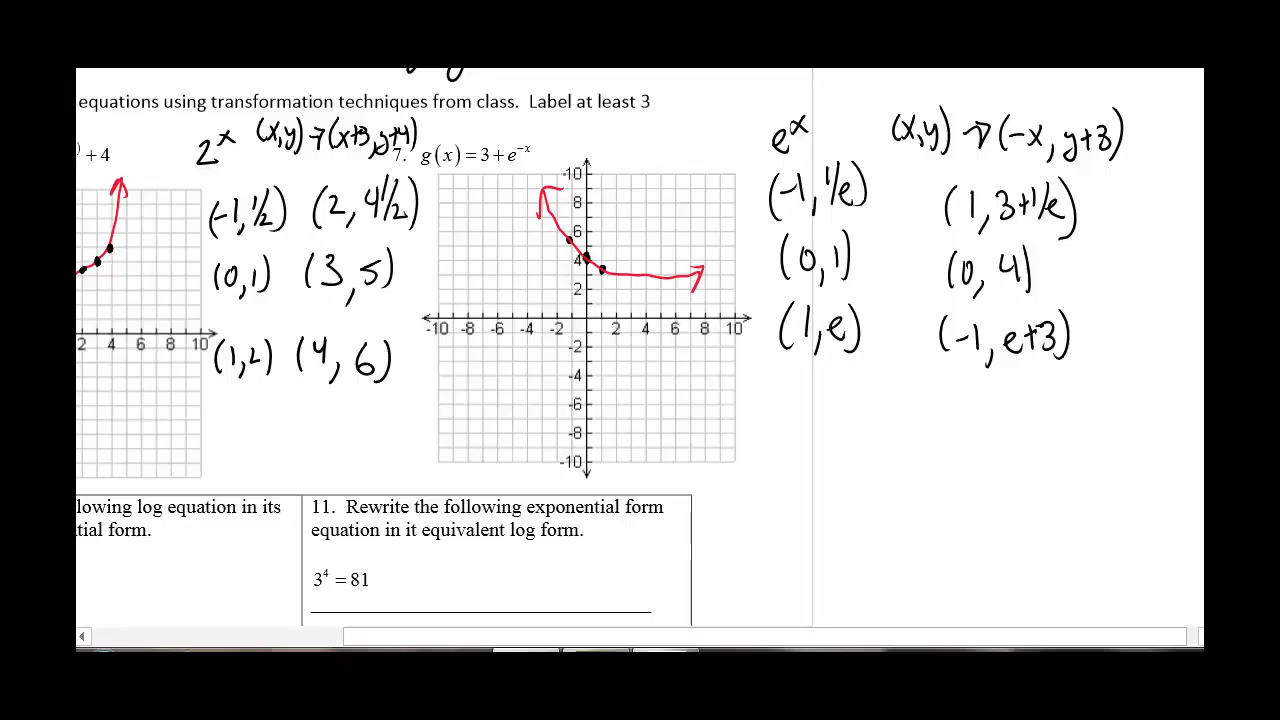 equations using transformation techniques from class. Label at least 3
) + 4
2^x (x,y) → (x+3, y+4)
(-1, 1/2) (2, 4 1/2)
(0, 1) (3, 5)
(1, 2) (4, 6)
2 4 6 8 10
7. g(x) = 3 + e^{-x}
-10
8
6
4
2
-10 -8 -6 -4 -2 2 4 6 8 10
-2
-4
-6
-8
-10
e^x (x,y) → (-x, y+3)
(-1, 1/e) (1, 3+1/e)
(0, 1) (0, 4)
(1, e) (-1, e+3)
lowing log equation in its
tial form.
11. Rewrite the following exponential form
equation in it equivalent log form.
3^4 = 81